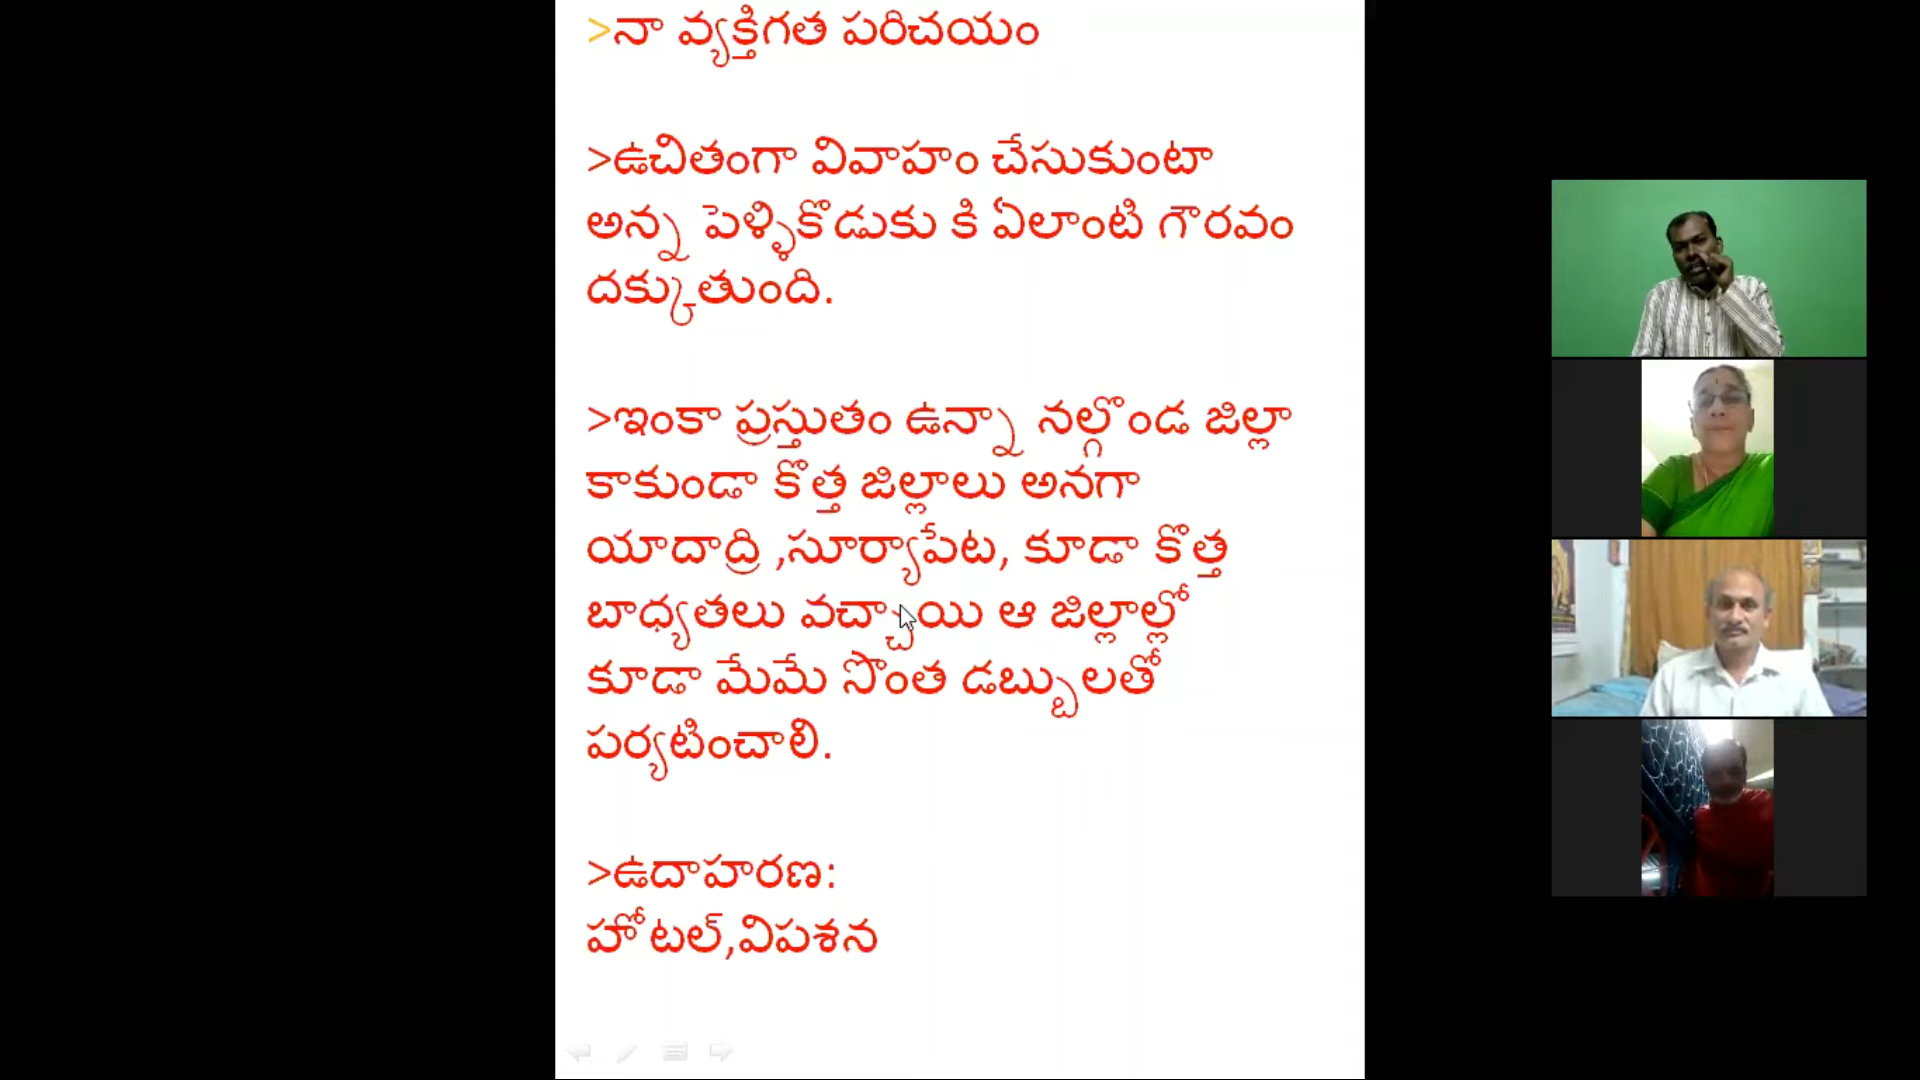 >నా వ్యక్తిగత పరిచయం
>ఉచితంగా వివాహం చేసుకుంటా
అన్న పెళ్ళికొడుకు కి ఏలాంటి గౌరవం
దక్కుతుంది.
>ఇంకా ప్రస్తుతం ఉన్నా నల్గొండ జిల్లా
కాకుండా కొత్త జిల్లాలు అనగా
యాదాద్రి ,సూర్యాపేట, కూడా కొత్త
బాధ్యతలు వచ్చాయి ఆ జిల్లాల్లో
కూడా మేమే సొంత డబ్బులతో
పర్యటించాలి.
>ఉదాహరణ:
హోటల్,విపశన